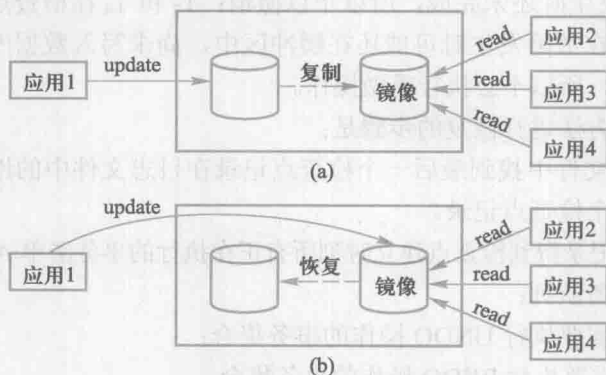 应用1
update
复制
镜像
read
应用2
read
应用3
read
应用4
(a)
应用1
update
恢复
镜像
read
应用2
read
应用3
read
应用4
(b)